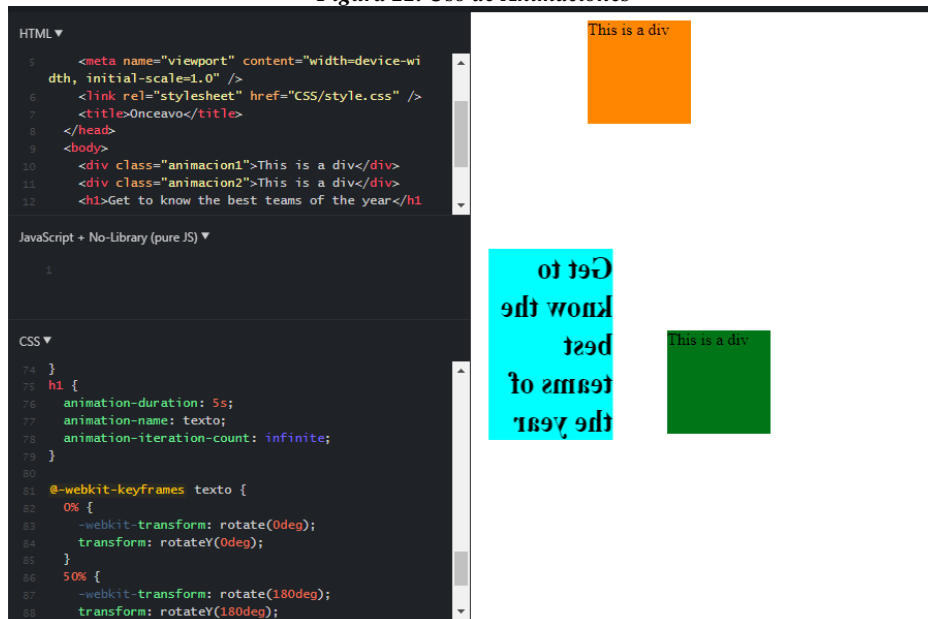 HTML ▼
5 <meta name="viewport" content="width=device-wi
dth, initial-scale=1.0" />
6 <link rel="stylesheet" href="CSS/style.css" />
7 <title>Onceavo</title>
8 </head>
9 <body>
10 <div class="animacion1">This is a div</div>
11 <div class="animacion2">This is a div</div>
12 <h1>Get to know the best teams of the year</h1
JavaScript + No-Library (pure JS) ▼
1
CSS ▼
74 }
75 h1 {
76 animation-duration: 5s;
77 animation-name: texto;
78 animation-iteration-count: infinite;
79 }
80
81 @-webkit-keyframes texto {
82 0% {
83 -webkit-transform: rotate(0deg);
84 transform: rotateY(0deg);
85 }
86 50% {
87 -webkit-transform: rotate(180deg);
88 transform: rotateY(180deg);
This is a div
Get to
know the
best
teams of
the year
This is a div